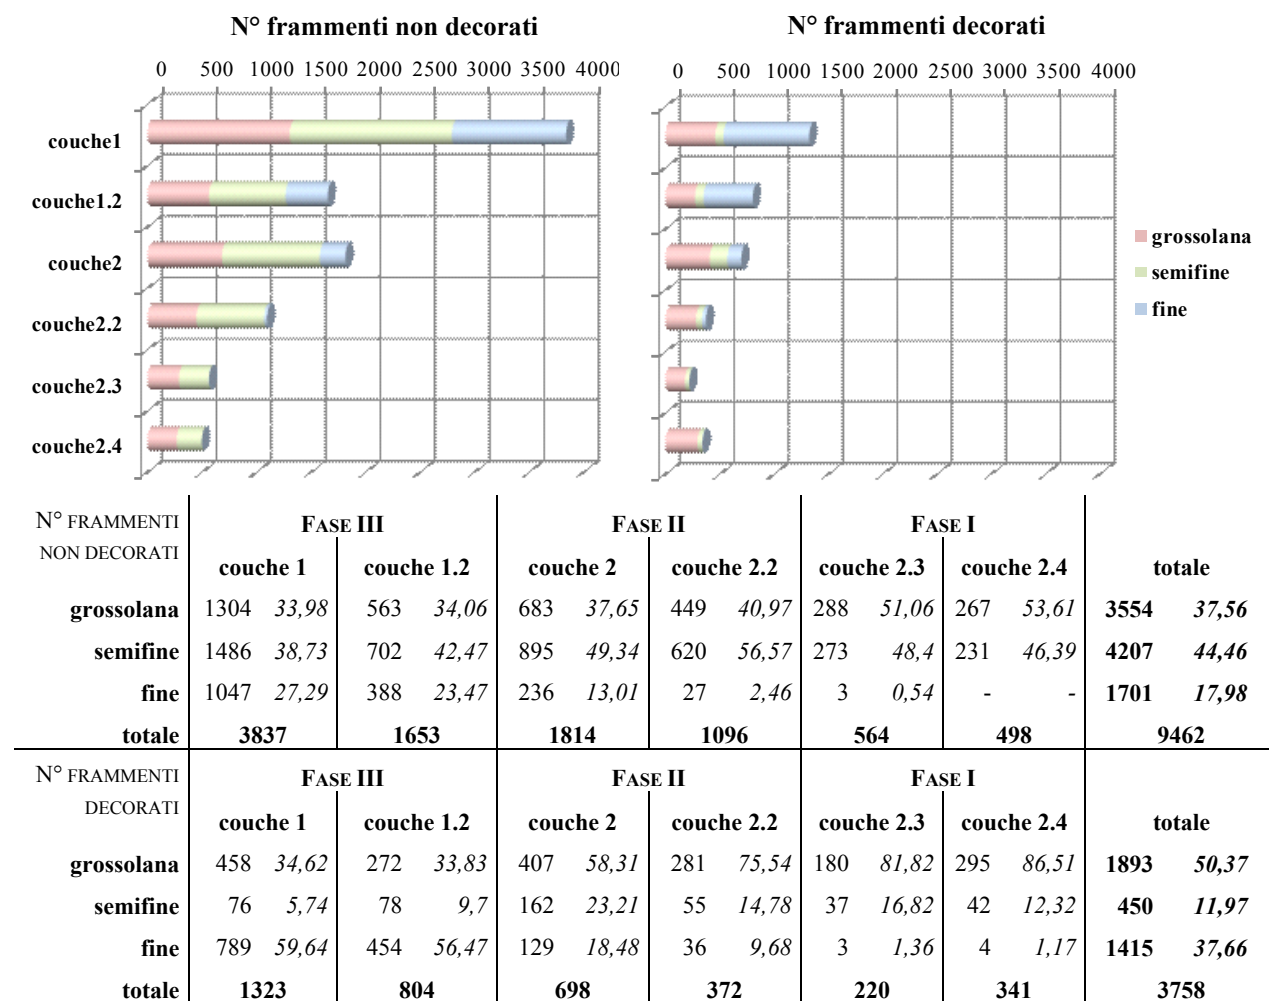 N° frammenti non decorati
0 500 1000 1500 2000 2500 3000 3500 4000
couche1
couche1.2
couche2
couche2.2
couche2.3
couche2.4
N° frammenti decorati
0 500 1000 1500 2000 2500 3000 3500 4000
grossolana
semifine
fine
N° FRAMMENTI NON DECORATI
FASE III FASE II FASE I
couche 1 couche 1.2 couche 2 couche 2.2 couche 2.3 couche 2.4 totale
grossolana 1304 33,98 563 34,06 683 37,65 449 40,97 288 51,06 267 53,61 3554 37,56
semifine 1486 38,73 702 42,47 895 49,34 620 56,57 273 48,4 231 46,39 4207 44,46
fine 1047 27,29 388 23,47 236 13,01 27 2,46 3 0,54 - - 1701 17,98
totale 3837 1653 1814 1096 564 498 9462
N° FRAMMENTI DECORATI
FASE III FASE II FASE I
couche 1 couche 1.2 couche 2 couche 2.2 couche 2.3 couche 2.4 totale
grossolana 458 34,62 272 33,83 407 58,31 281 75,54 180 81,82 295 86,51 1893 50,37
semifine 76 5,74 78 9,7 162 23,21 55 14,78 37 16,82 42 12,32 450 11,97
fine 789 59,64 454 56,47 129 18,48 36 9,68 3 1,36 4 1,17 1415 37,66
totale 1323 804 698 372 220 341 3758